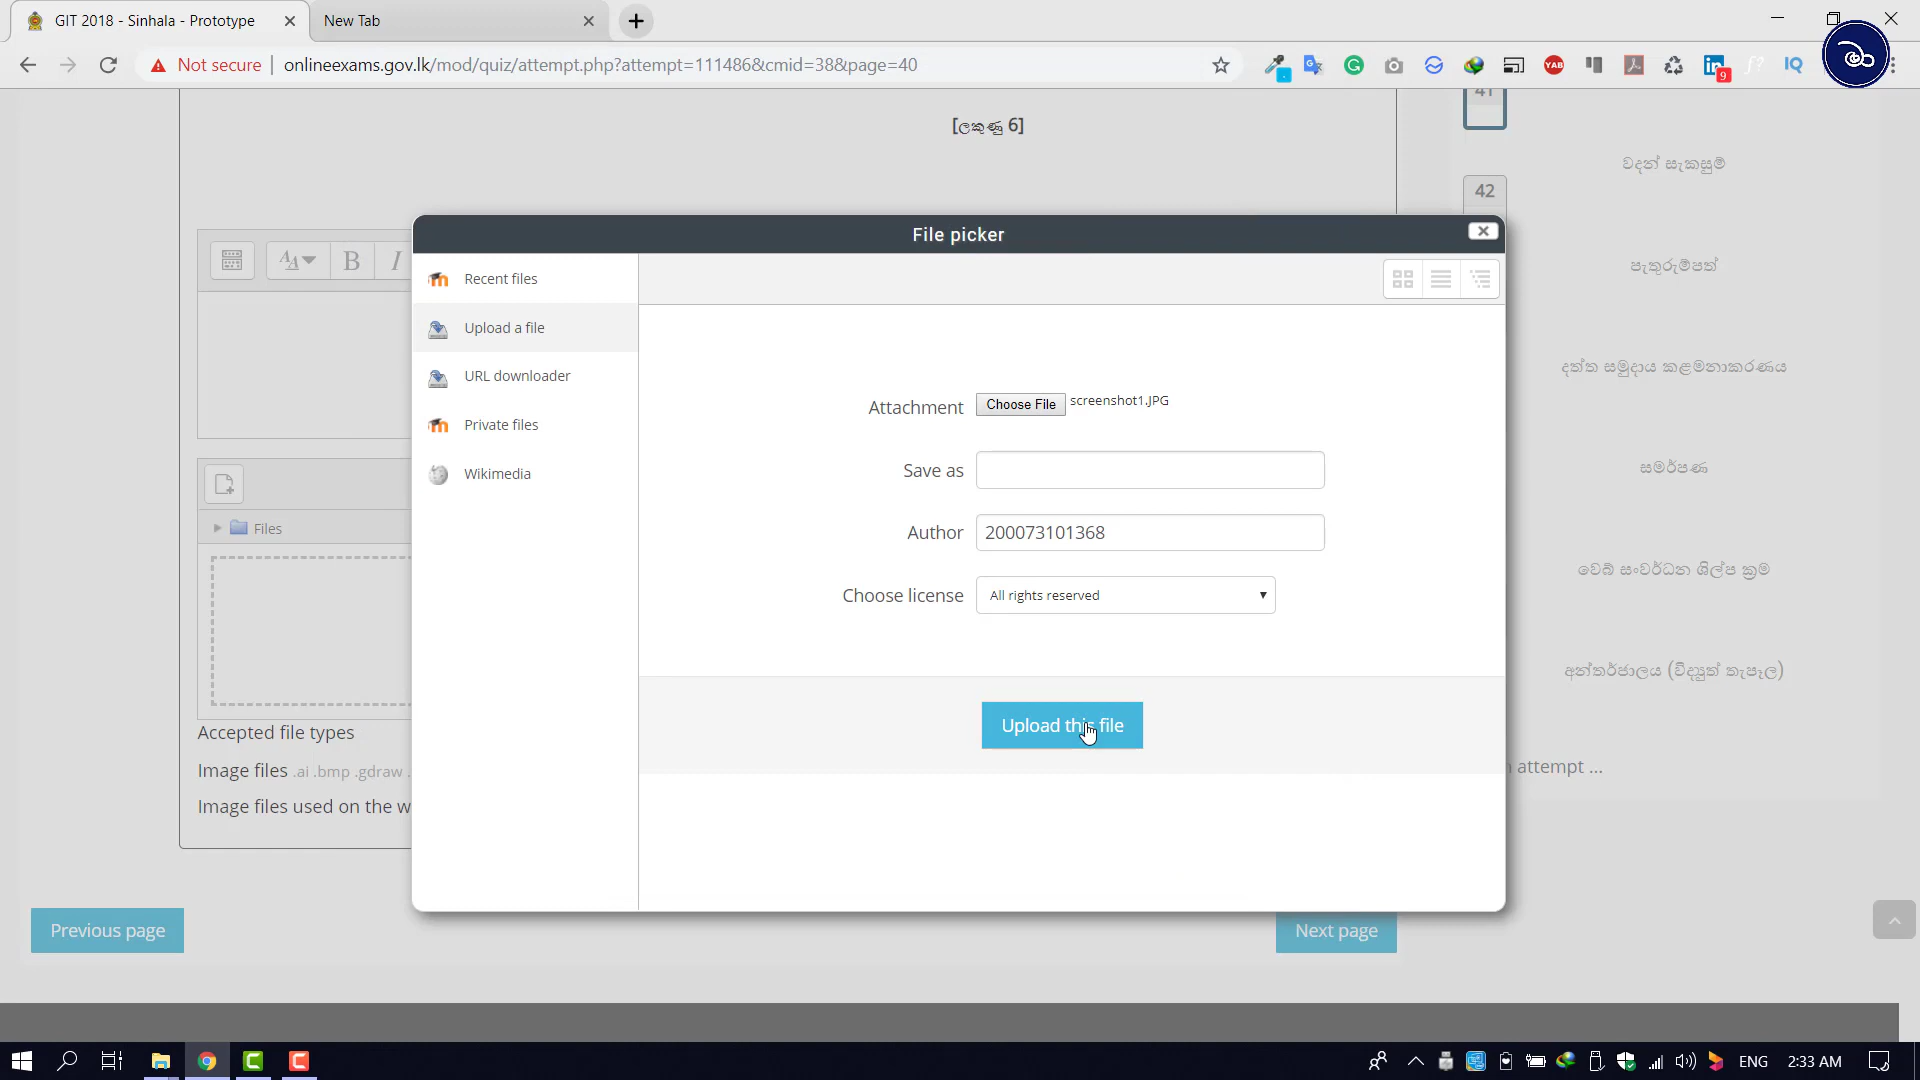 GIT 2018 - Sinhala - Prototype
New Tab
Not secure
onlineexams.gov.lk/mod/quiz/attempt.php?attempt=111486&cmid=38&page=40
YAB
9
f?
IQ
[ලකුණු 6]
41
වදන් සැකසුම්
42
File picker
පැතුරුම්පත්
B I
Recent files
Upload a file
දත්ත සමුදාය කළමනාකරණය
URL downloader
Attachment Choose File screenshot1.JPG
Private files
Save as
සමර්පණ
Wikimedia
Files
Author 200073101368
වෙබ් සංවර්ධන ශිල්ප ක්‍රම
Choose license All rights reserved
අන්තර්ජාලය (විද්‍යුත් තැපෑල)
Upload this file
Accepted file types
attempt ...
Image files .ai .bmp .gdraw .
Image files used on the w
Previous page
Next page
ENG
2:33 AM